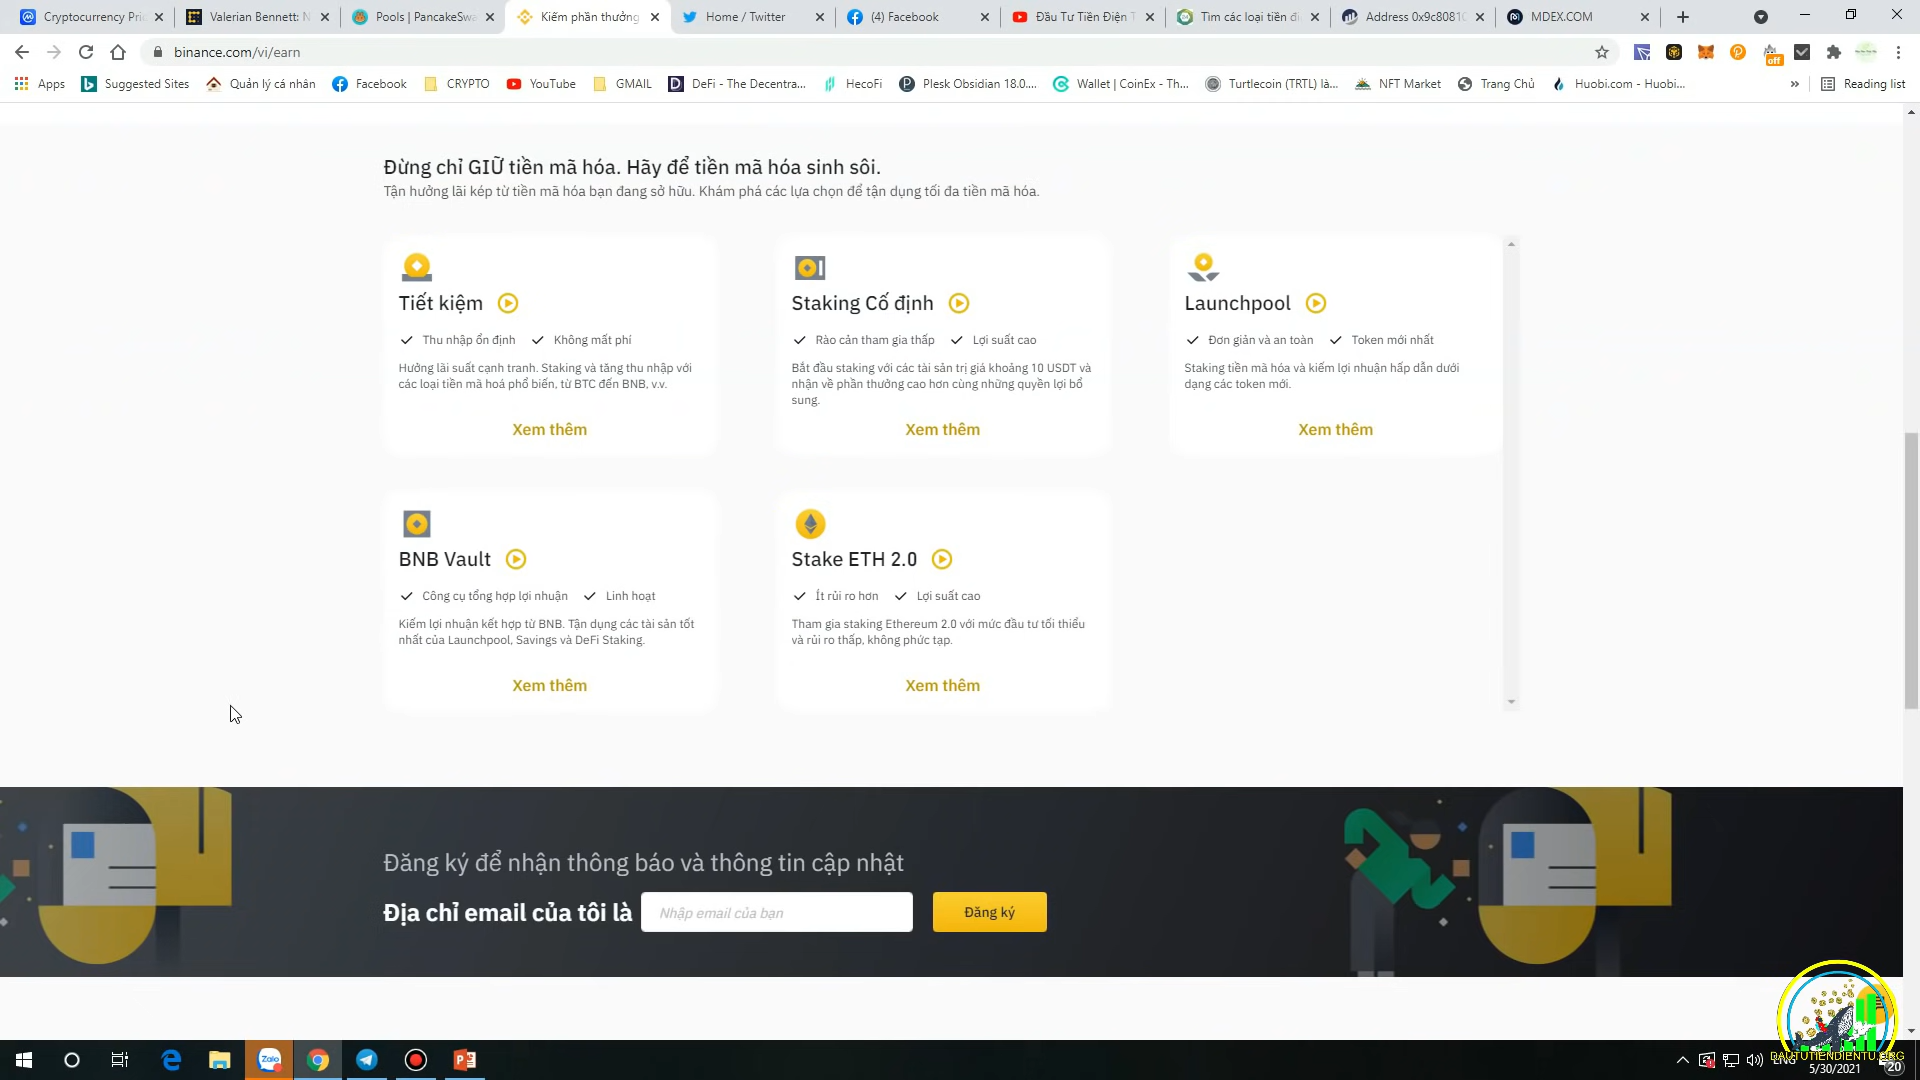 Cryptocurrency Pric
Valerian Bennett: N
Pools | PancakeSwa
Kiếm phần thưởng
Home / Twitter
(4) Facebook
Đầu Tư Tiền Điện T
Tìm các loại tiền đi
Address 0x9c8081C
MDEX.COM
binance.com/vi/earn
off
Apps
Suggested Sites
Quản lý cá nhân
Facebook
CRYPTO
YouTube
GMAIL
DeFi - The Decentra...
HecoFi
Plesk Obsidian 18.0....
Wallet | CoinEx - Th...
Turtlecoin (TRTL) là...
NFT Market
Trang Chủ
Huobi.com - Huobi...
»
Reading list
Đừng chỉ GIỮ tiền mã hóa. Hãy để tiền mã hóa sinh sôi.
Tận hưởng lãi kép từ tiền mã hóa bạn đang sở hữu. Khám phá các lựa chọn để tận dụng tối đa tiền mã hóa.
Tiết kiệm
Thu nhập ổn định Không mất phí
Hưởng lãi suất cạnh tranh. Staking và tăng thu nhập với
các loại tiền mã hoá phổ biến, từ BTC đến BNB, v.v.
Xem thêm
Staking Cố định
Rào cản tham gia thấp Lợi suất cao
Bắt đầu staking với các tài sản trị giá khoảng 10 USDT và
nhận về phần thưởng cao hơn cùng những quyền lợi bổ
sung.
Xem thêm
Launchpool
Đơn giản và an toàn Token mới nhất
Staking tiền mã hóa và kiếm lợi nhuận hấp dẫn dưới
dạng các token mới.
Xem thêm
BNB Vault
Công cụ tổng hợp lợi nhuận Linh hoạt
Kiếm lợi nhuận kết hợp từ BNB. Tận dụng các tài sản tốt
nhất của Launchpool, Savings và DeFi Staking.
Xem thêm
Stake ETH 2.0
Ít rủi ro hơn Lợi suất cao
Tham gia staking Ethereum 2.0 với mức đầu tư tối thiểu
và rủi ro thấp, không phức tạp.
Xem thêm
Đăng ký để nhận thông báo và thông tin cập nhật
Địa chỉ email của tôi là
Nhập email của bạn
Đăng ký
Zalo
ENG
DAUTUTIENDIENTU.ORG
5/30/2021
20